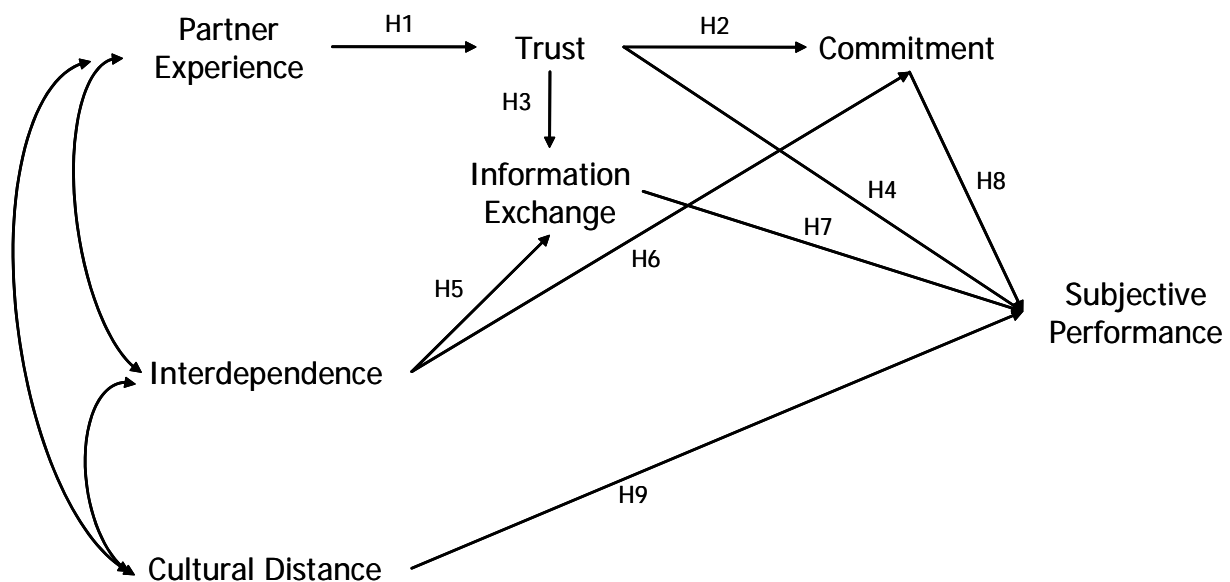 Partner
Experience
H1
Trust
H2
Commitment
H3
Information
Exchange
H4
H8
H7
H6
H5
Subjective
Performance
Interdependence
H9
Cultural Distance